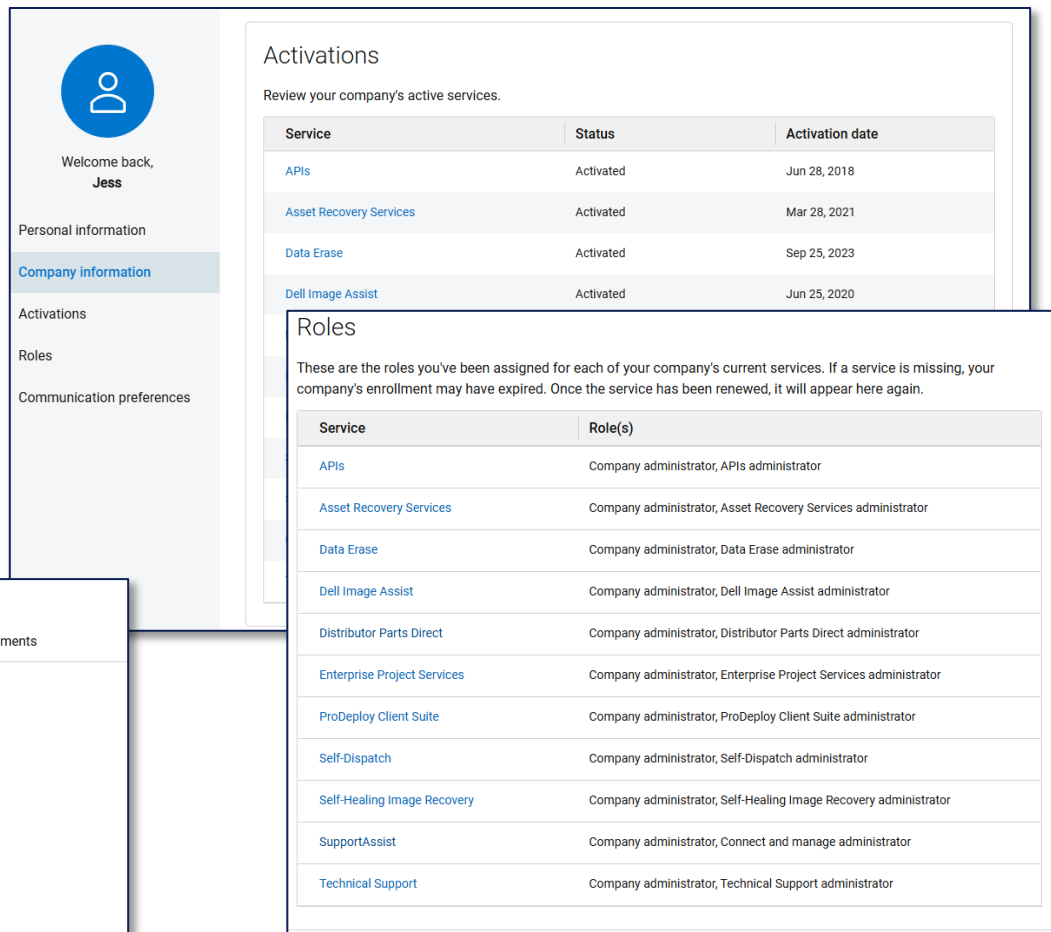 Welcome back,
Jess
Personal information
Company information
Activations
Roles
Communication preferences
Activations
Review your company's active services.
Service Status Activation date
APIs Activated Jun 28, 2018
Asset Recovery Services Activated Mar 28, 2021
Data Erase Activated Sep 25, 2023
Dell Image Assist Activated Jun 25, 2020
Roles
These are the roles you've been assigned for each of your company's current services. If a service is missing, your
company's enrollment may have expired. Once the service has been renewed, it will appear here again.
Service Role(s)
APIs Company administrator, APIs administrator
Asset Recovery Services Company administrator, Asset Recovery Services administrator
Data Erase Company administrator, Data Erase administrator
Dell Image Assist Company administrator, Dell Image Assist administrator
Distributor Parts Direct Company administrator, Distributor Parts Direct administrator
Enterprise Project Services Company administrator, Enterprise Project Services administrator
ProDeploy Client Suite Company administrator, ProDeploy Client Suite administrator
Self-Dispatch Company administrator, Self-Dispatch administrator
Self-Healing Image Recovery Company administrator, Self-Healing Image Recovery administrator
SupportAssist Company administrator, Connect and manage administrator
Technical Support Company administrator, Technical Support administrator
ments